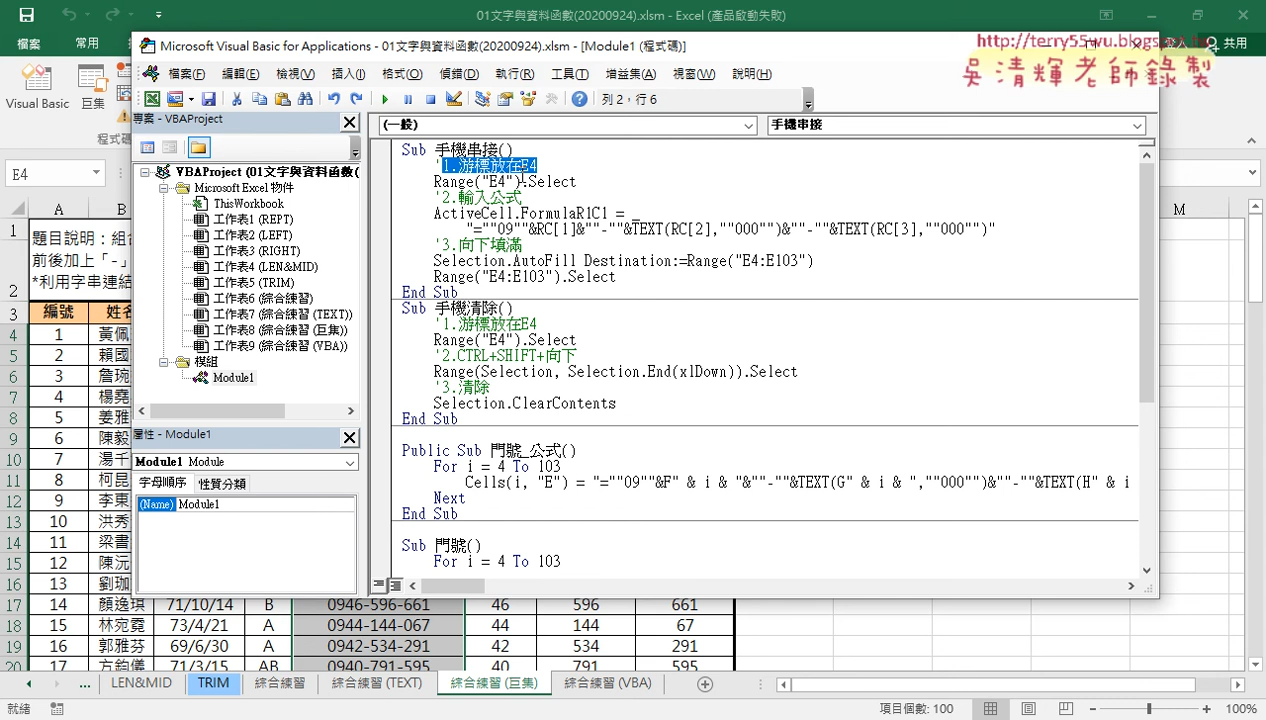 01文字與資料函數(20200924).xlsm - Excel (產品啟動失敗)
檔案
常用
共用
http://terry55wu.blogspot.tw
吳清輝老師錄製
Visual Basic
巨集
程式碼
Microsoft Visual Basic for Applications - 01文字與資料函數(20200924).xlsm - [Module1 (程式碼)]
檔案(F) 編輯(E) 檢視(V) 插入(I) 格式(O) 偵錯(D) 執行(R) 工具(T) 增益集(A) 視窗(W) 說明(H)
列 2，行 6
專案 - VBAProject
VBAProject (01文字與資料函數(
Microsoft Excel 物件
ThisWorkbook
工作表1 (REPT)
工作表2 (LEFT)
工作表3 (RIGHT)
工作表4 (LEN&MID)
工作表5 (TRIM)
工作表6 (綜合練習)
工作表7 (綜合練習 (TEXT)
工作表8 (綜合練習 (巨集)
工作表9 (綜合練習 (VBA))
模組
Module1
屬性 - Module1
Module1 Module
字母順序 性質分類
(Name) Module1
(一般) 手機串接
Sub 手機串接()
'1.游標放在E4
Range("E4").Select
'2.輸入公式
ActiveCell.FormulaR1C1 = _
"=""09""&RC[1]&""-""&TEXT(RC[2],""000"")&""-""&TEXT(RC[3],""000"")"
'3.向下填滿
Selection.AutoFill Destination:=Range("E4:E103")
Range("E4:E103").Select
End Sub
Sub 手機清除()
'1.游標放在E4
Range("E4").Select
'2.CTRL+SHIFT+向下
Range(Selection, Selection.End(xlDown)).Select
'3.清除
Selection.ClearContents
End Sub
Public Sub 門號_公式()
For i = 4 To 103
Cells(i, "E") = "=""09""&F" & i & "&""-""&TEXT(G" & i & ",""000"")&""-""&TEXT(H" & i
Next
End Sub
Sub 門號()
For i = 4 To 103
E4
A B M
1 題目說明：組
前後加上「-」
2 *利用字串連結
3 編號 姓名
4 1 黃佩
5 2 賴國
6 3 詹琬
7 4 楊堯
8 5 姜雅
9 6 陳毅
10 7 湯千
11 8 柯昆
12 9 李東
13 10 洪秀
14 11 梁書
15 12 陳沅
16 13 劉珈
17 14 顏逸琪 71/10/14 B 0946-596-661 46 596 661
18 15 林宛霓 73/4/21 A 0944-144-067 44 144 67
19 16 郭雅芬 69/6/30 A 0942-534-291 42 534 291
20 17 方鈞儀 71/3/15 AB 0940-791-595 40 791 595
... LEN&MID TRIM 綜合練習 綜合練習 (TEXT) 綜合練習 (巨集) 綜合練習 (VBA)
就緒 項目個數: 100 100%